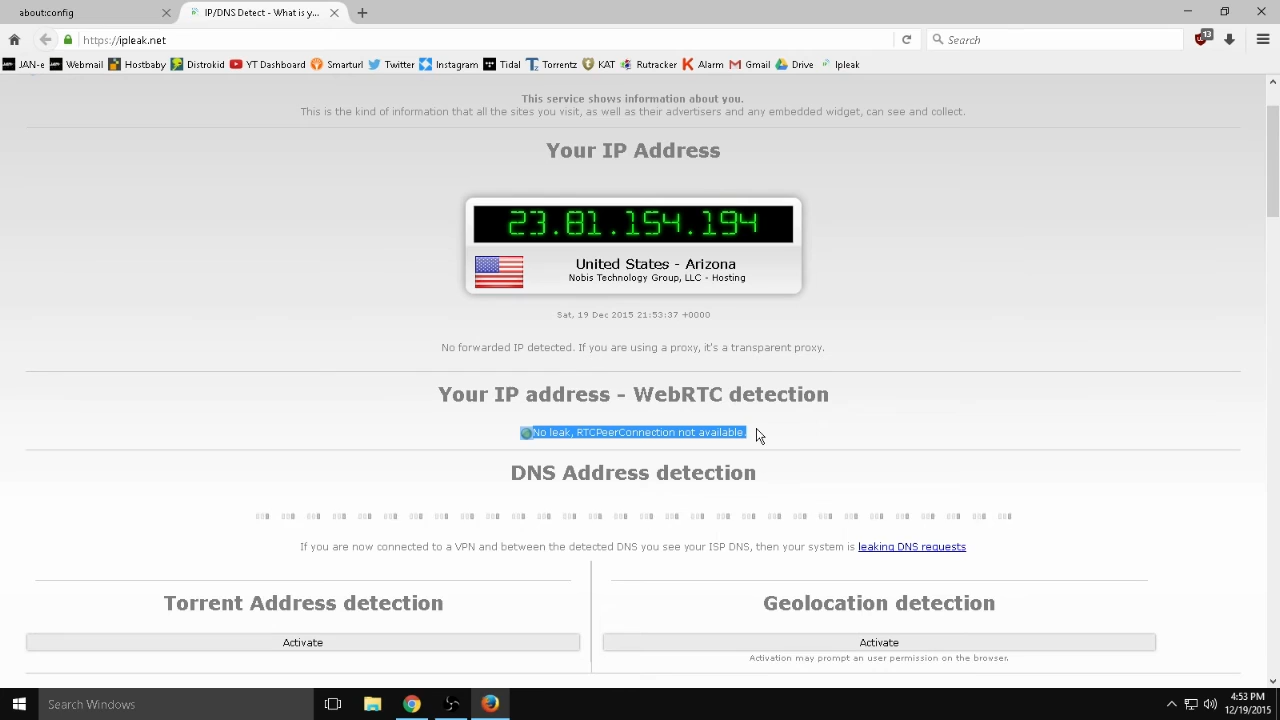 about:config
IP/DNS Detect - What is y...
https://ipleak.net
Search
13
JAN-e Webmail Hostbaby Distrokid YT Dashboard Smarturl Twitter Instagram Tidal Torrentz KAT Rutracker Alarm Gmail Drive Ipleak
This service shows information about you.
This is the kind of information that all the sites you visit, as well as their advertisers and any embedded widget, can see and collect.
Your IP Address
23.81.154.194
United States - Arizona
Nobis Technology Group, LLC - Hosting
Sat, 19 Dec 2015 21:53:37 +0000
No forwarded IP detected. If you are using a proxy, it's a transparent proxy.
Your IP address - WebRTC detection
No leak, RTCPeerConnection not available.
DNS Address detection
If you are now connected to a VPN and between the detected DNS you see your ISP DNS, then your system is leaking DNS requests
Torrent Address detection
Activate
Geolocation detection
Activate
Activation may prompt an user permission on the browser.
Search Windows
4:53 PM
12/19/2015